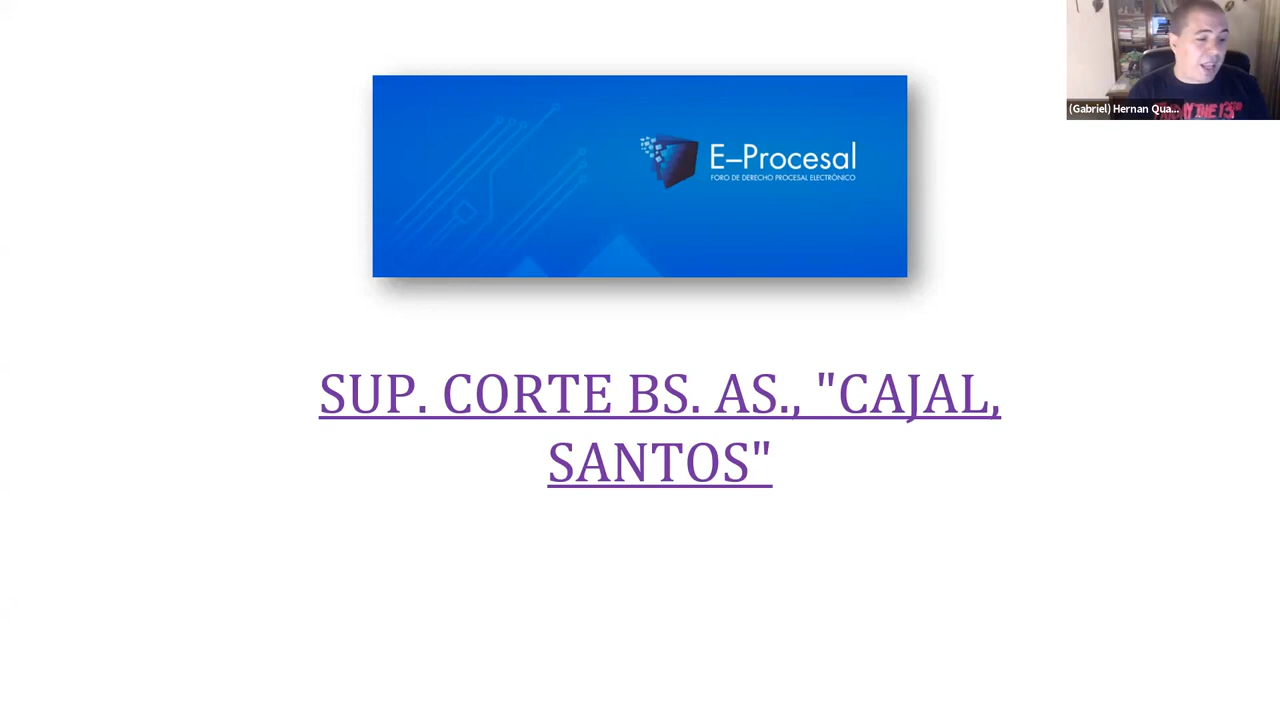 E-Procesal
FORO DE DERECHO PROCESAL ELECTRÓNICO
(Gabriel) Hernan Qua...
SUP. CORTE BS. AS., "CAJAL,
SANTOS"